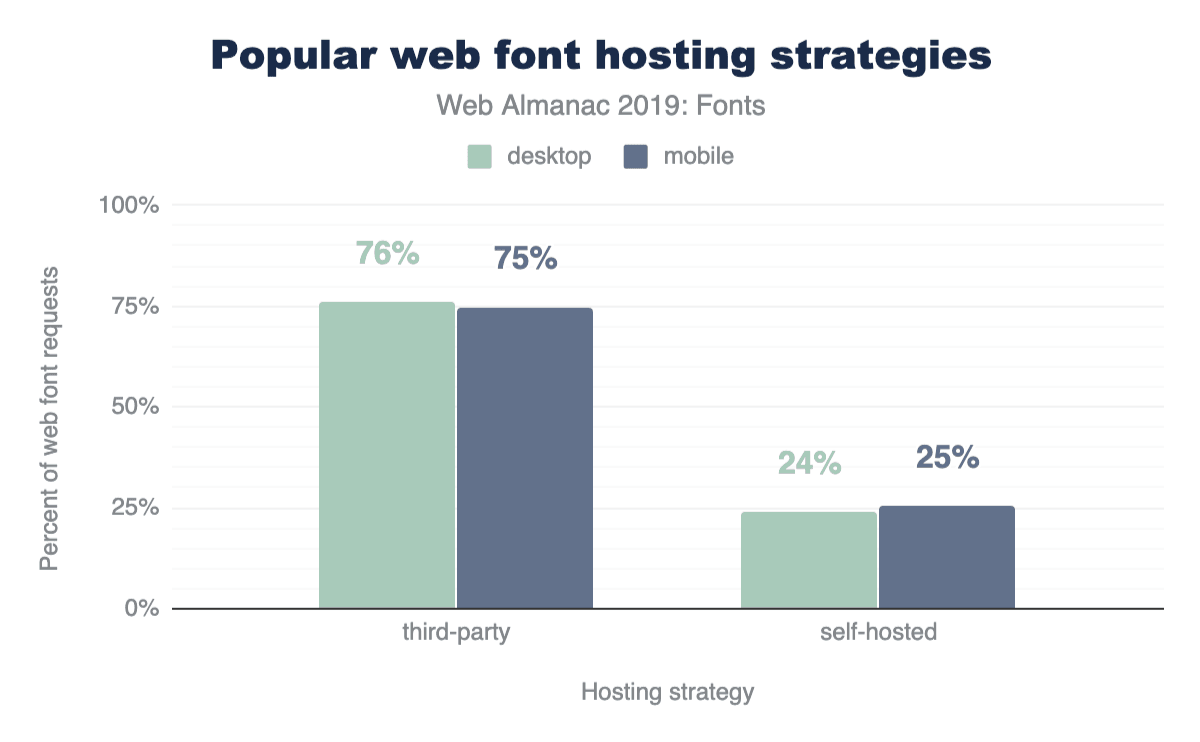 Popular web font hosting strategies
Web Almanac 2019: Fonts
desktop mobile
Percent of web font requests
100%
75%
50%
25%
0%
76% 75%
24% 25%
third-party self-hosted
Hosting strategy